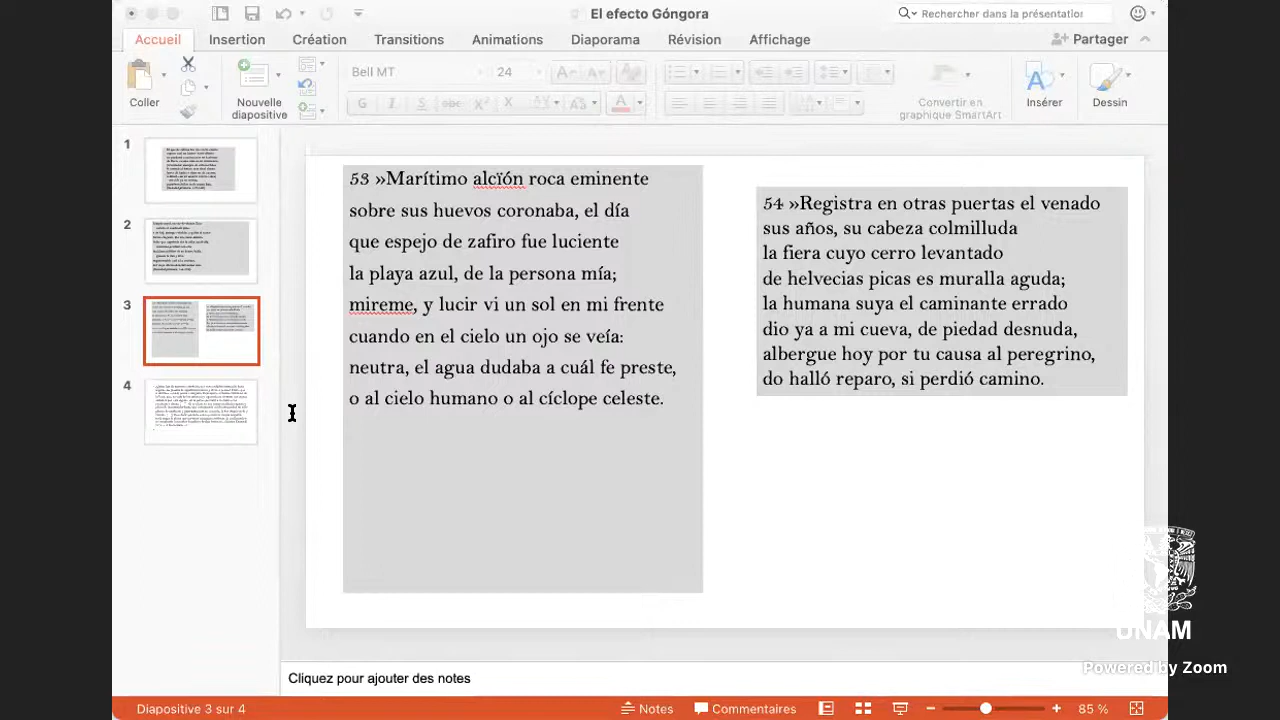 El efecto Góngora
Rechercher dans la présentation
Accueil
Insertion
Création
Transitions
Animations
Diaporama
Révision
Affichage
Partager
Coller
Nouvelle
diapositive
Bell MT
24
G
I
S
Convertir en
graphique SmartArt
Insérer
Dessin
1
2
3
4
»Marítimo alcïón roca eminente
sobre sus huevos coronaba, el día
que espejo de zafiro fue luciente
la playa azul, de la persona mía;
mireme, y lucir vi un sol en mi frente
cuando en el cielo un ojo se veía:
neutra, el agua dudaba a cuál fe preste,
o al cielo humano o al cíclope celeste.
54 »Registra en otras puertas el venado
sus años, su cabeza colmilluda
la fiera cuyo cerro levantado
de helvecias picas es muralla aguda;
la humana suya el caminante errado
dio ya a mi cueva, de piedad desnuda,
albergue hoy por tu causa al peregrino,
do halló reparo, si perdió camino.
UNAM
Powered by Zoom
Cliquez pour ajouter des
Diapositive 3 sur 4
Notes
Commentaires
85 %